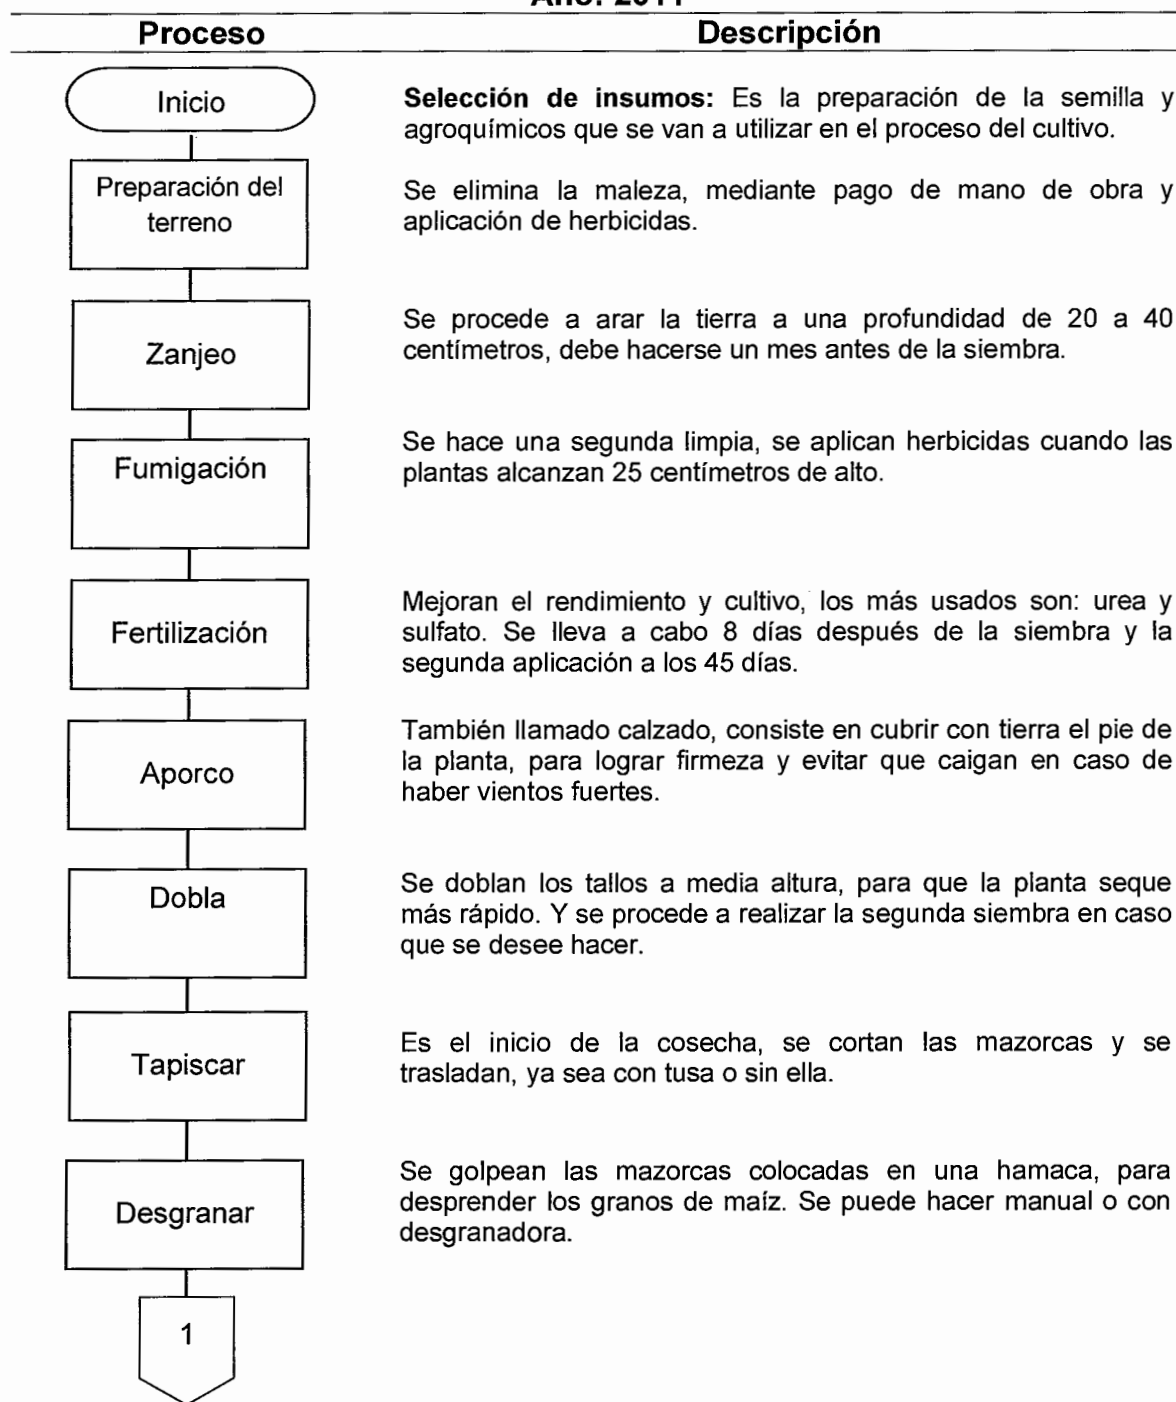 Proceso Descripción
Inicio
Selección de insumos: Es la preparación de la semilla y
agroquímicos que se van a utilizar en el proceso del cultivo.
Preparación del
terreno
Se elimina la maleza, mediante pago de mano de obra y
aplicación de herbicidas.
Zanjeo
Se procede a arar la tierra a una profundidad de 20 a 40
centímetros, debe hacerse un mes antes de la siembra.
Fumigación
Se hace una segunda limpia, se aplican herbicidas cuando las
plantas alcanzan 25 centímetros de alto.
Fertilización
Mejoran el rendimiento y cultivo, los más usados son: urea y
sulfato. Se lleva a cabo 8 días después de la siembra y la
segunda aplicación a los 45 días.
Aporco
También llamado calzado, consiste en cubrir con tierra el pie de
la planta, para lograr firmeza y evitar que caigan en caso de
haber vientos fuertes.
Dobla
Se doblan los tallos a media altura, para que la planta seque
más rápido. Y se procede a realizar la segunda siembra en caso
que se desee hacer.
Tapiscar
Es el inicio de la cosecha, se cortan las mazorcas y se
trasladan, ya sea con tusa o sin ella.
Desgranar
Se golpean las mazorcas colocadas en una hamaca, para
desprender los granos de maíz. Se puede hacer manual o con
desgranadora.
1